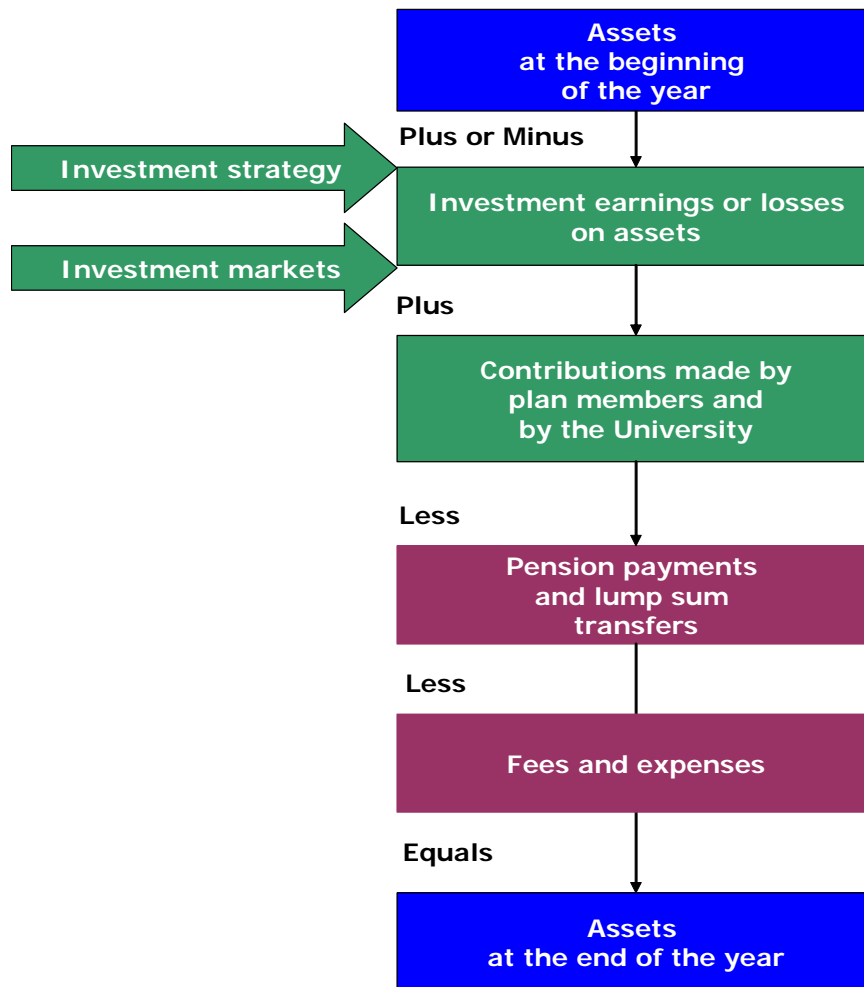 Assets
at the beginning
of the year
Plus or Minus
Investment strategy
Investment earnings or losses
on assets
Investment markets
Plus
Contributions made by
plan members and
by the University
Less
Pension payments
and lump sum
transfers
Less
Fees and expenses
Equals
Assets
at the end of the year